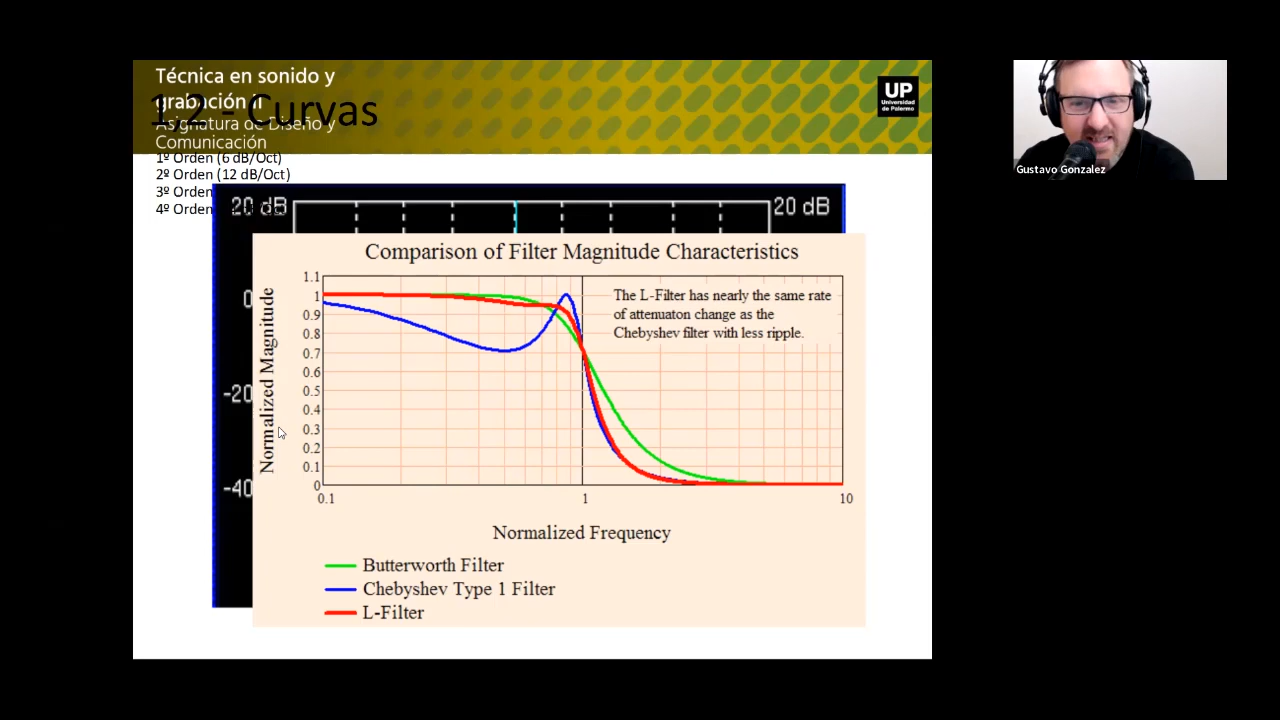 Técnica en sonido y
grabación II
1,2 - Curvas
Asignatura de Diseño y
Comunicación
UP
Universidad
de Palermo
Gustavo Gonzalez
1º Orden (6 dB/Oct)
2º Orden (12 dB/Oct)
3º Orden
4º Orden
20 dB
20 dB
0
-20
-40
Comparison of Filter Magnitude Characteristics
The L-Filter has nearly the same rate
of attenuaton change as the
Chebyshev filter with less ripple.
Normalized Magnitude
1.1
1
0.9
0.8
0.7
0.6
0.5
0.4
0.3
0.2
0.1
0
0.1
1
10
Normalized Frequency
Butterworth Filter
Chebyshev Type 1 Filter
L-Filter